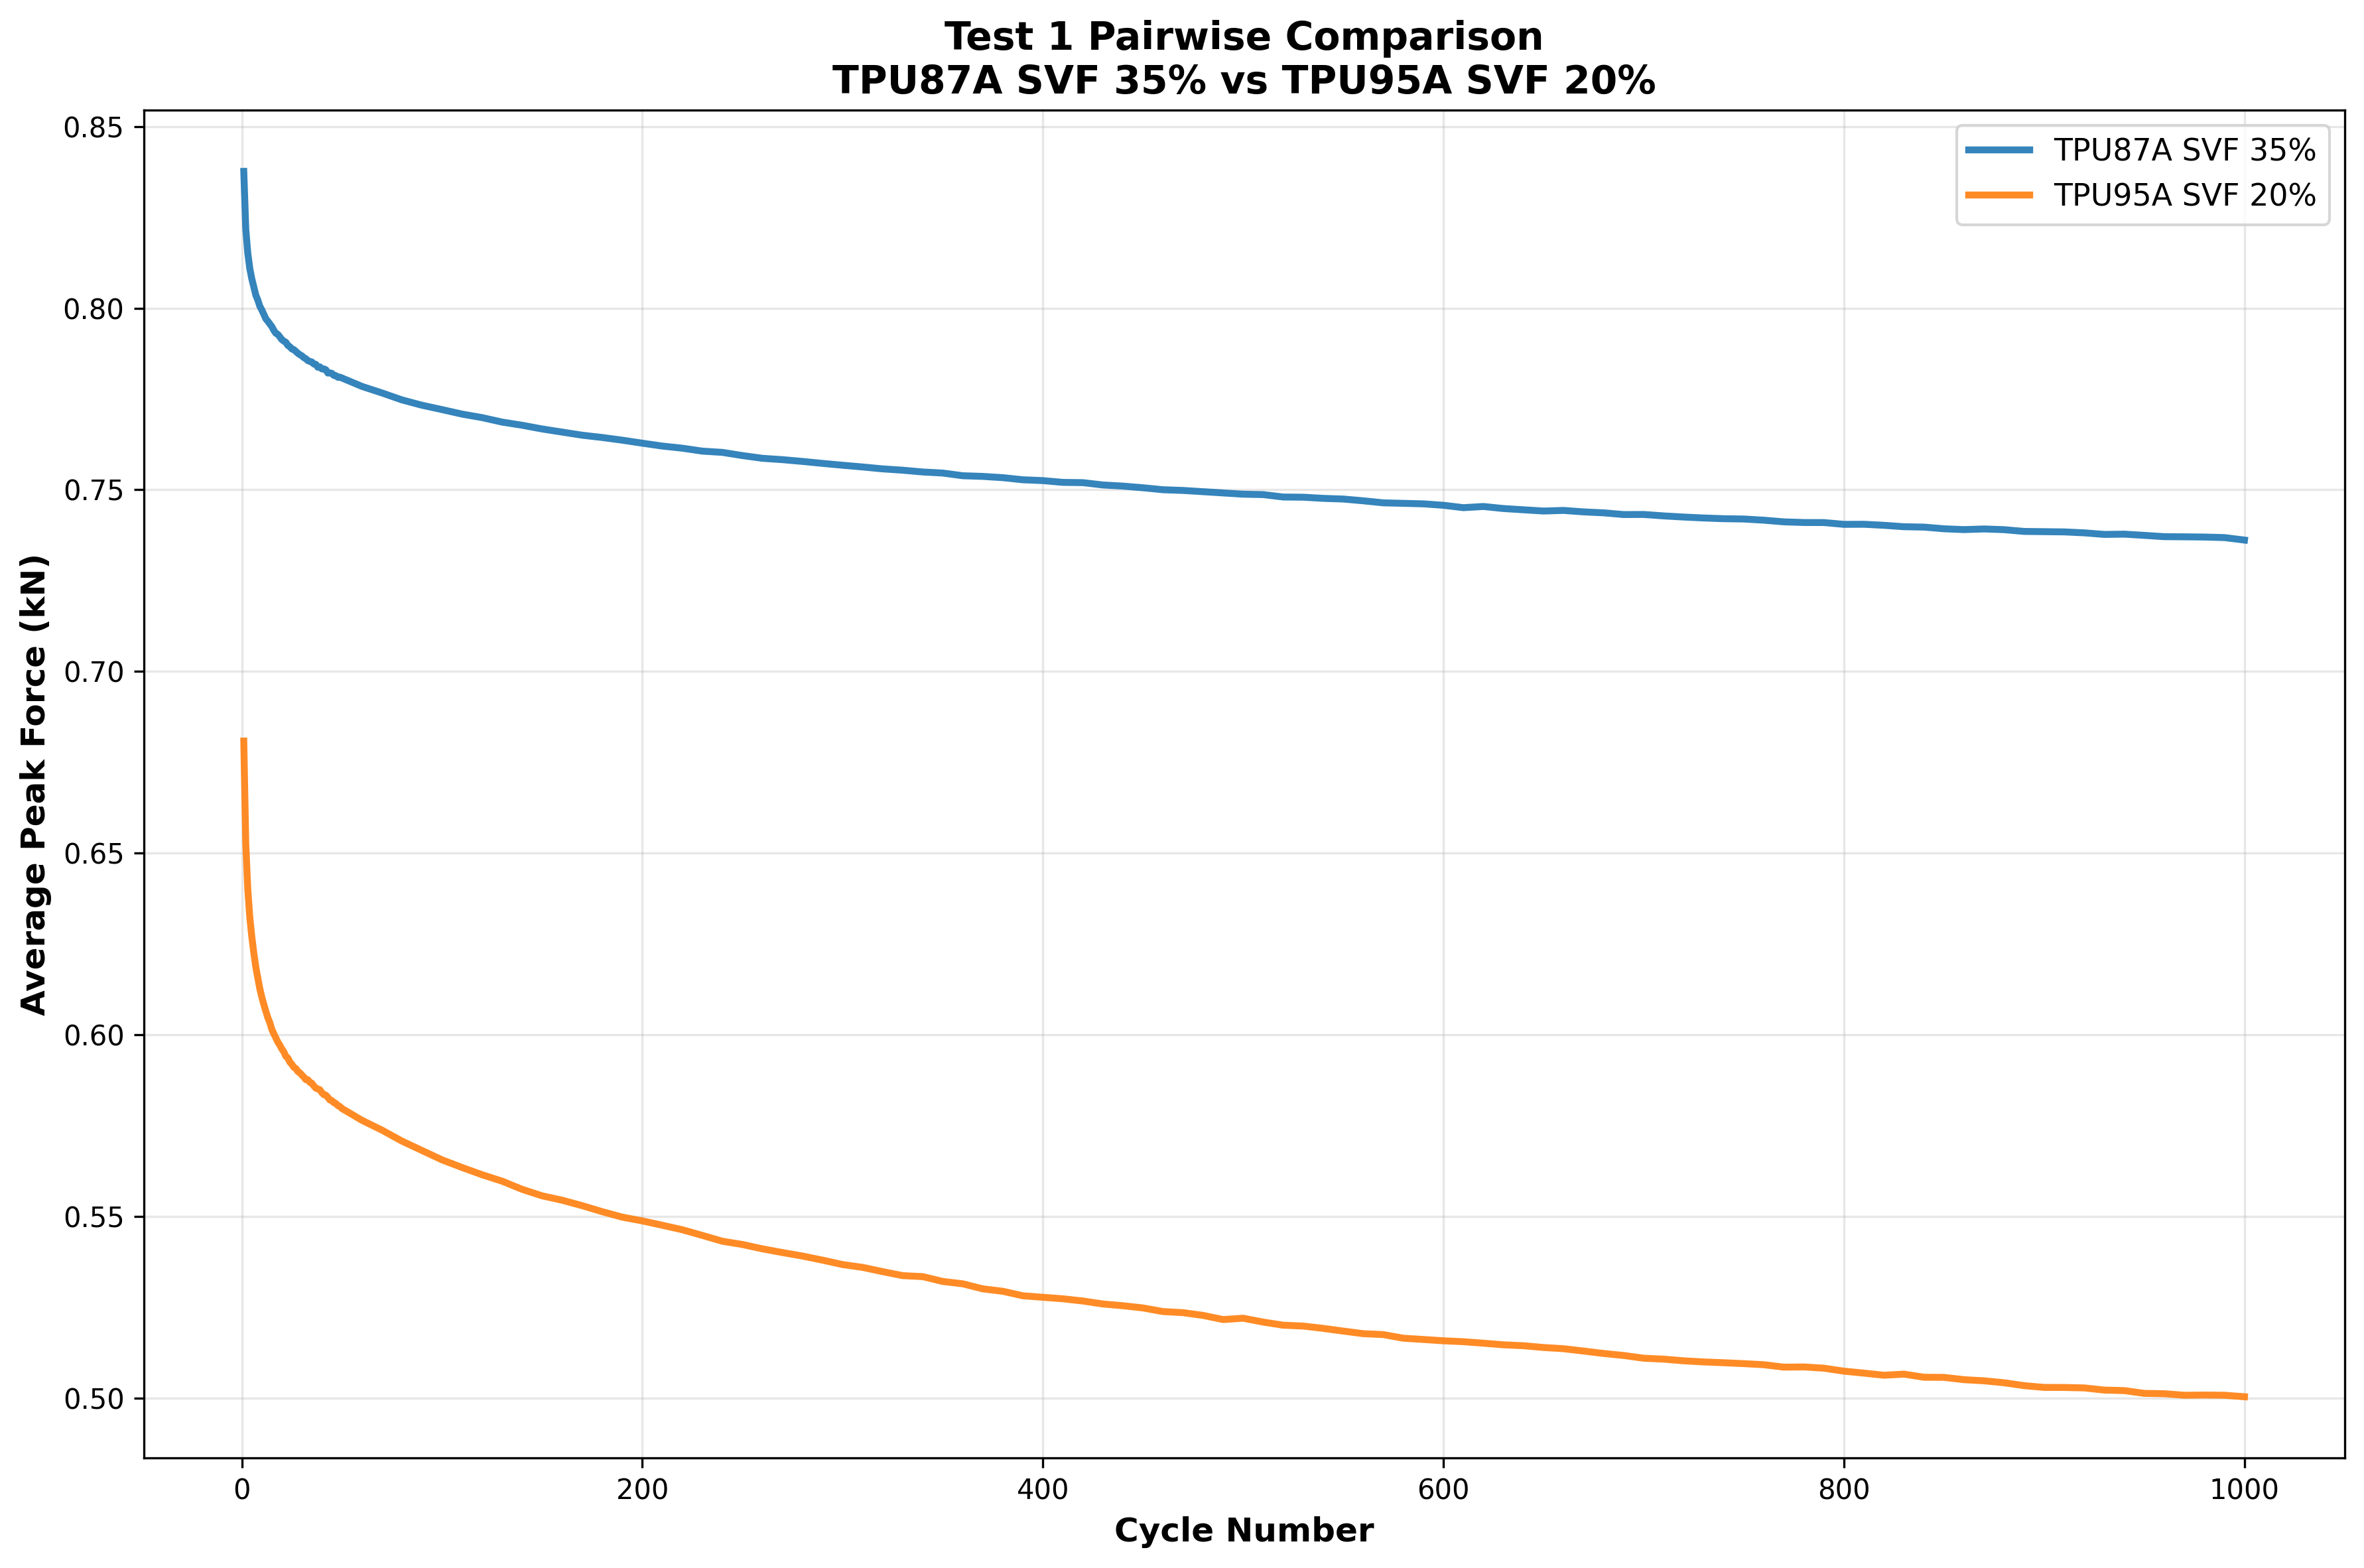 Test 1 Pairwise Comparison
TPU87A SVF 35% vs TPU95A SVF 20%
TPU87A SVF 35%
TPU95A SVF 20%
Average Peak Force (kN)
0.85
0.80
0.75
0.70
0.65
0.60
0.55
0.50
0
200
400
600
800
1000
Cycle Number